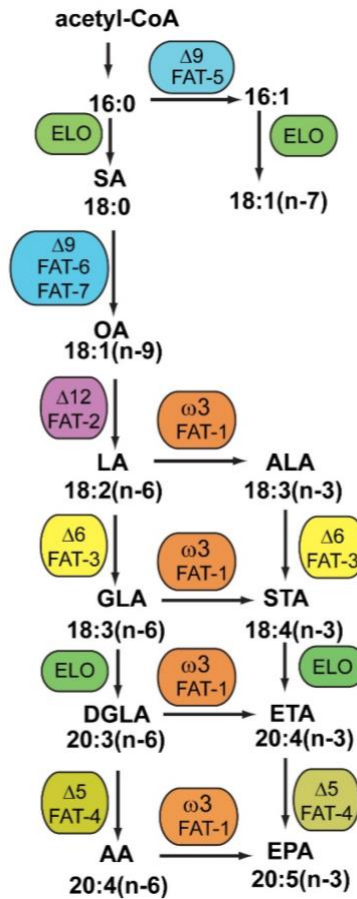 acetyl-CoA
Δ9
FAT-5
16:0
16:1
ELO
ELO
SA
18:0
18:1(n-7)
Δ9
FAT-6
FAT-7
OA
18:1(n-9)
Δ12
FAT-2
ω3
FAT-1
LA
ALA
18:2(n-6)
18:3(n-3)
Δ6
FAT-3
ω3
FAT-1
Δ6
FAT-3
GLA
STA
18:3(n-6)
18:4(n-3)
ELO
ω3
FAT-1
ELO
DGLA
ETA
20:3(n-6)
20:4(n-3)
Δ5
FAT-4
ω3
FAT-1
Δ5
FAT-4
AA
EPA
20:4(n-6)
20:5(n-3)